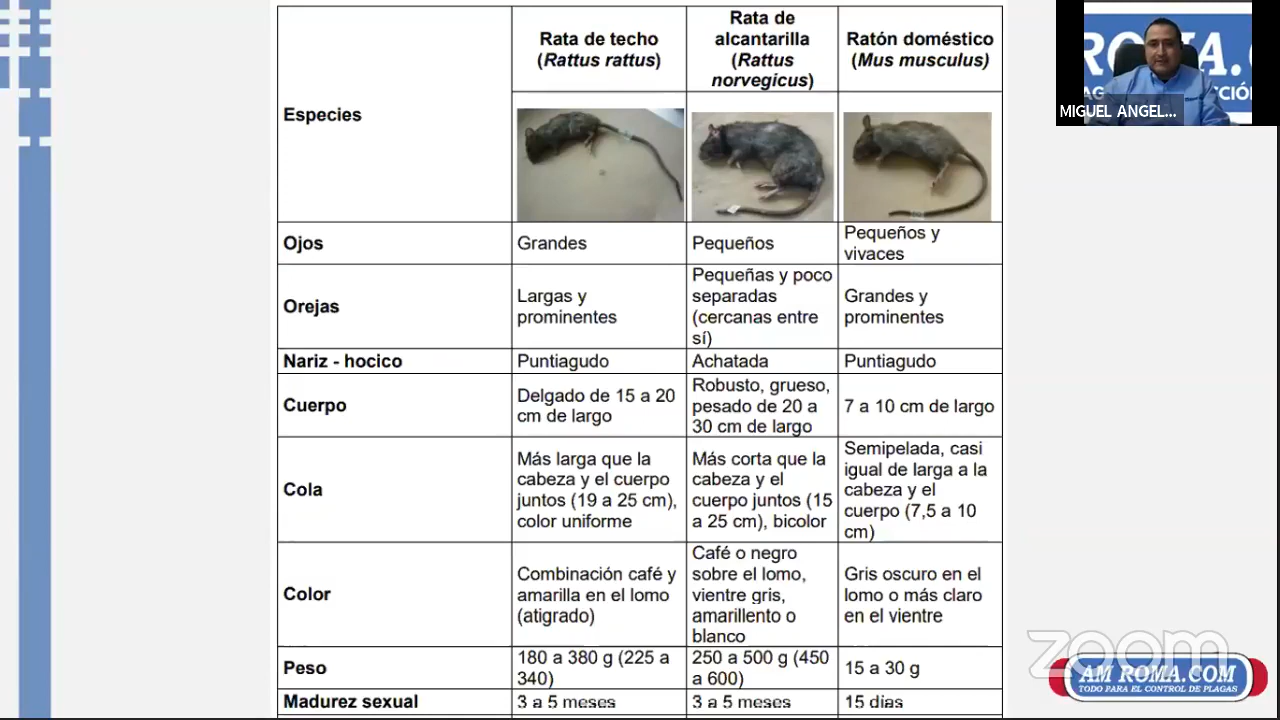 Especies
Rata de techo
(Rattus rattus)
Rata de
alcantarilla
(Rattus
norvegicus)
Ratón doméstico
(Mus musculus)
Ojos
Grandes
Pequeños
Pequeños y
vivaces
Orejas
Largas y
prominentes
Pequeñas y poco
separadas
(cercanas entre
sí)
Grandes y
prominentes
Nariz - hocico
Puntiagudo
Achatada
Puntiagudo
Cuerpo
Delgado de 15 a 20
cm de largo
Robusto, grueso,
pesado de 20 a
30 cm de largo
7 a 10 cm de largo
Cola
Más larga que la
cabeza y el cuerpo
juntos (19 a 25 cm),
color uniforme
Más corta que la
cabeza y el
cuerpo juntos (15
a 25 cm), bicolor
Semipelada, casi
igual de larga a la
cabeza y el
cuerpo (7,5 a 10
cm)
Color
Combinación café y
amarilla en el lomo
(atigrado)
Café o negro
sobre el lomo,
vientre gris,
amarillento o
blanco
Gris oscuro en el
lomo o más claro
en el vientre
Peso
180 a 380 g (225 a
340)
250 a 500 g (450
a 600)
15 a 30 g
Madurez sexual
3 a 5 meses
3 a 5 meses
15 dias
MIGUEL ANGEL...
zoom
AM ROMA.COM
TODO PARA EL CONTROL DE PLAGAS